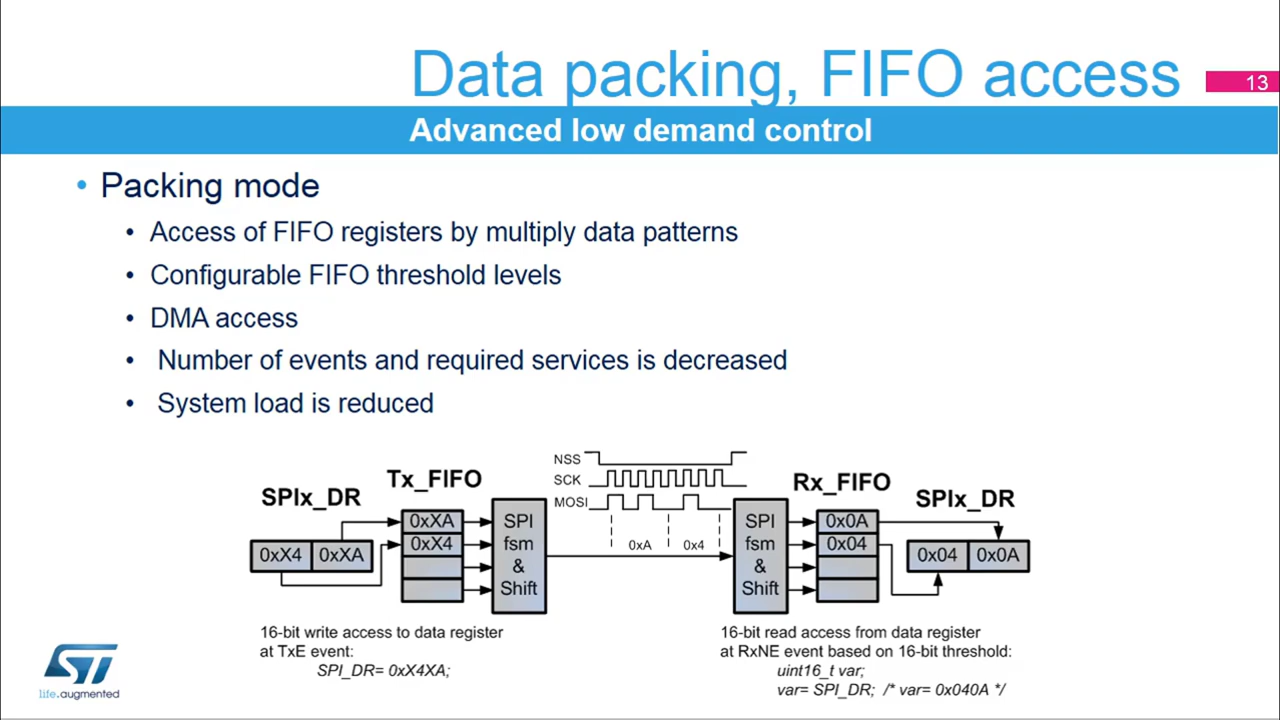 Data packing, FIFO access
13
Advanced low demand control
• Packing mode
• Access of FIFO registers by multiply data patterns
• Configurable FIFO threshold levels
• DMA access
• Number of events and required services is decreased
• System load is reduced
NSS
SCK
MOSI
SPIx_DR
Tx_FIFO
0xX4 0xXA
0xXA
0xX4
SPI
fsm
&
Shift
0xA 0x4
SPI
fsm
&
Shift
Rx_FIFO
SPIx_DR
0x0A
0x04
0x04 0x0A
16-bit write access to data register
at TxE event:
SPI_DR= 0xX4XA;
16-bit read access from data register
at RxNE event based on 16-bit threshold:
uint16_t var;
var= SPI_DR; /* var= 0x040A */
ST
life.augmented